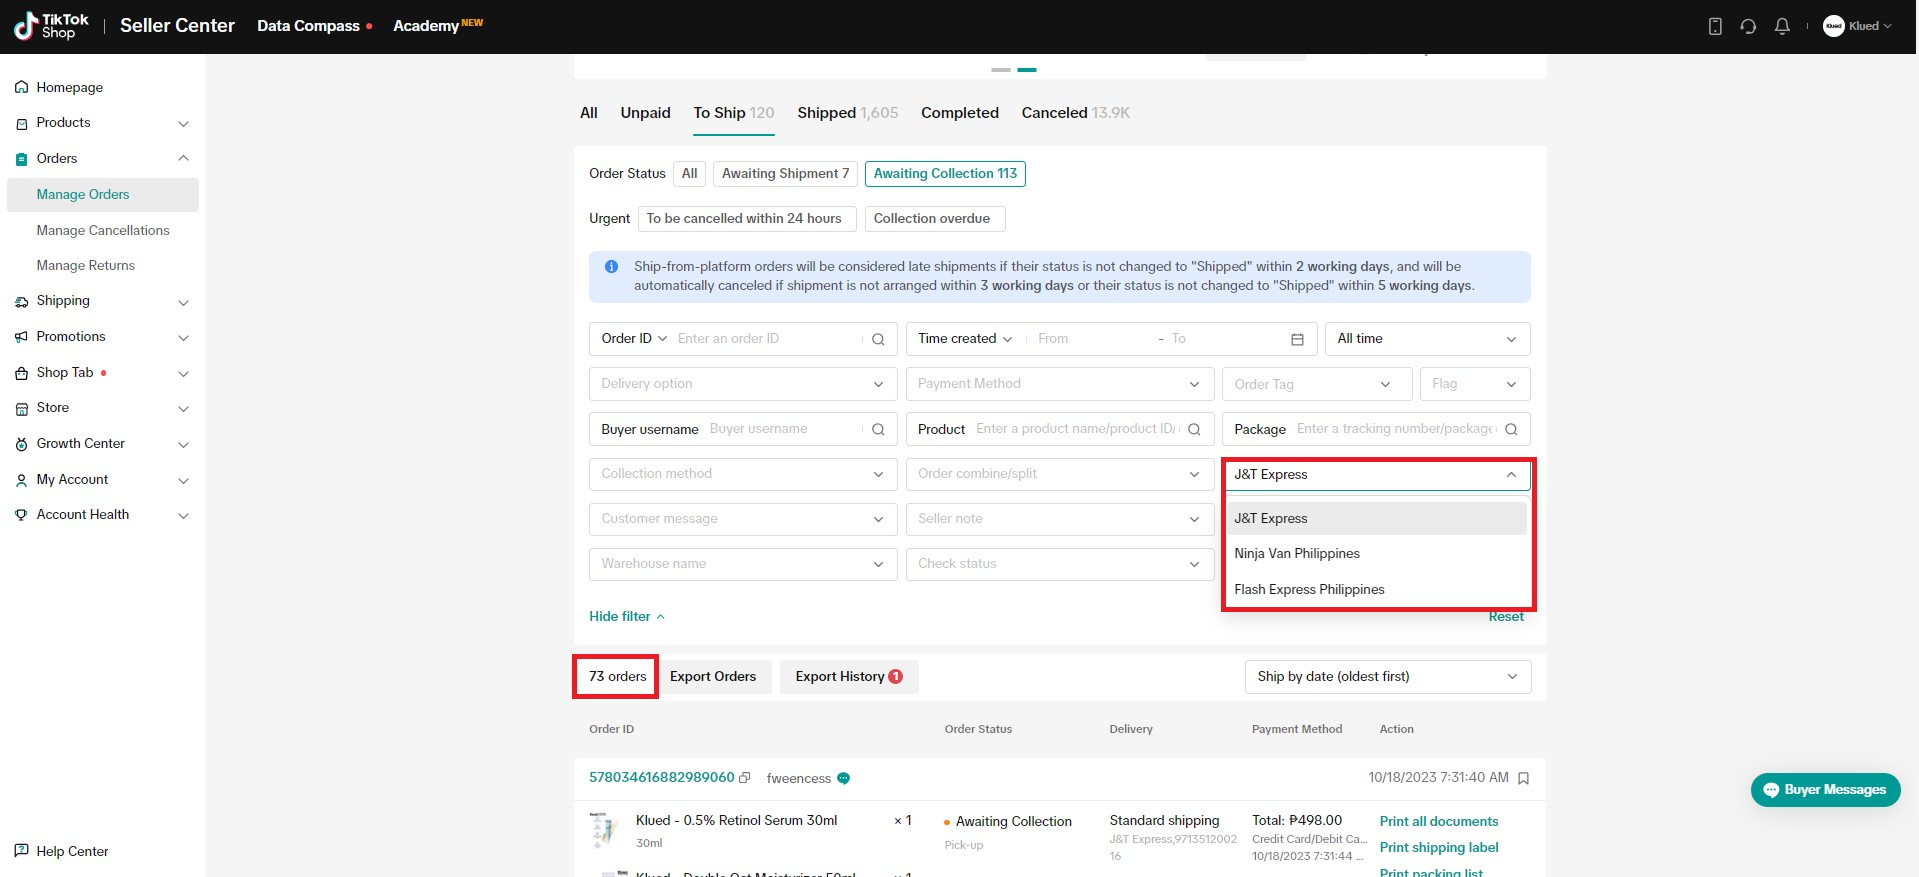 TikTok Shop | Seller Center Data Compass Academy NEW
Klued Klued
Homepage
Products
Orders
Manage Orders
Manage Cancellations
Manage Returns
Shipping
Promotions
Shop Tab
Store
Growth Center
My Account
Account Health
Help Center
All Unpaid To Ship 120 Shipped 1,605 Completed Canceled 13.9K
Order Status All Awaiting Shipment 7 Awaiting Collection 113
Urgent To be cancelled within 24 hours Collection overdue
Ship-from-platform orders will be considered late shipments if their status is not changed to "Shipped" within 2 working days, and will be
automatically canceled if shipment is not arranged within 3 working days or their status is not changed to "Shipped" within 5 working days.
Order ID Enter an order ID Time created From - To All time
Delivery option Payment Method Order Tag Flag
Buyer username Buyer username Product Enter a product name/product ID/ Package Enter a tracking number/package
Collection method Order combine/split J&T Express
Customer message Seller note J&T Express
Ninja Van Philippines
Warehouse name Check status
Flash Express Philippines
Hide filter Reset
73 orders Export Orders Export History 1 Ship by date (oldest first)
Order ID Order Status Delivery Payment Method Action
578034616882989060 fweencess 10/18/2023 7:31:40 AM
Klued - 0.5% Retinol Serum 30ml × 1 Awaiting Collection Standard shipping Total: ₱498.00 Print all documents
30ml Pick-up J&T Express,9713512002 Credit Card/Debit Ca... Print shipping label
16 10/18/2023 7:31:44 ...
Klued - Double Oat Moisturizer 50ml × 1 Print packing list
Buyer Messages